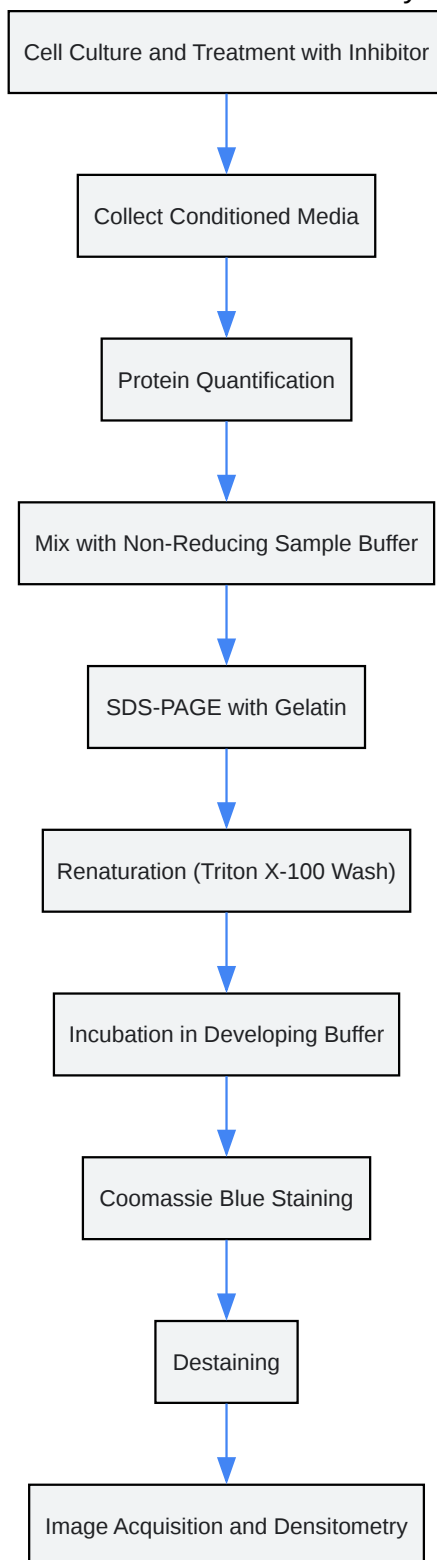 Cell Culture and Treatment with Inhibitor
Collect Conditioned Media
Protein Quantification
Mix with Non-Reducing Sample Buffer
SDS-PAGE with Gelatin
Renaturation (Triton X-100 Wash)
Incubation in Developing Buffer
Coomassie Blue Staining
Destaining
Image Acquisition and Densitometry